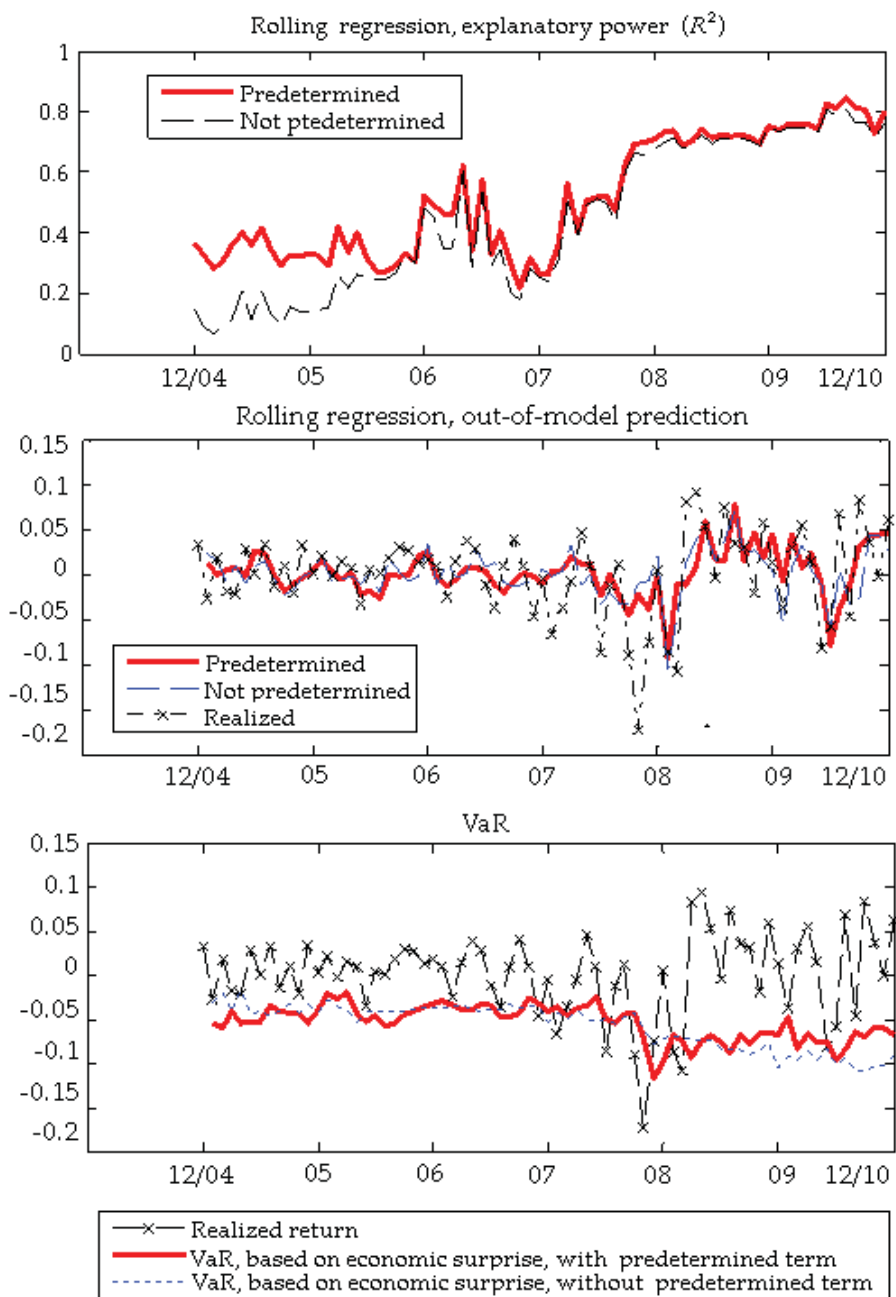 Rolling regression, explanatory power (R²)
1
0.8
0.6
0.4
0.2
0
Predetermined
Not ptedetermined
12/04 05 06 07 08 09 12/10
Rolling regression, out-of-model prediction
0.15
0.1
0.05
0
-0.05
-0.1
-0.15
-0.2
Predetermined
Not predetermined
Realized
12/04 05 06 07 08 09 12/10
VaR
0.15
0.1
0.05
0
-0.05
-0.1
-0.15
-0.2
12/04 05 06 07 08 09 12/10
Realized return
VaR, based on economic surprise, with predetermined term
VaR, based on economic surprise, without predetermined term